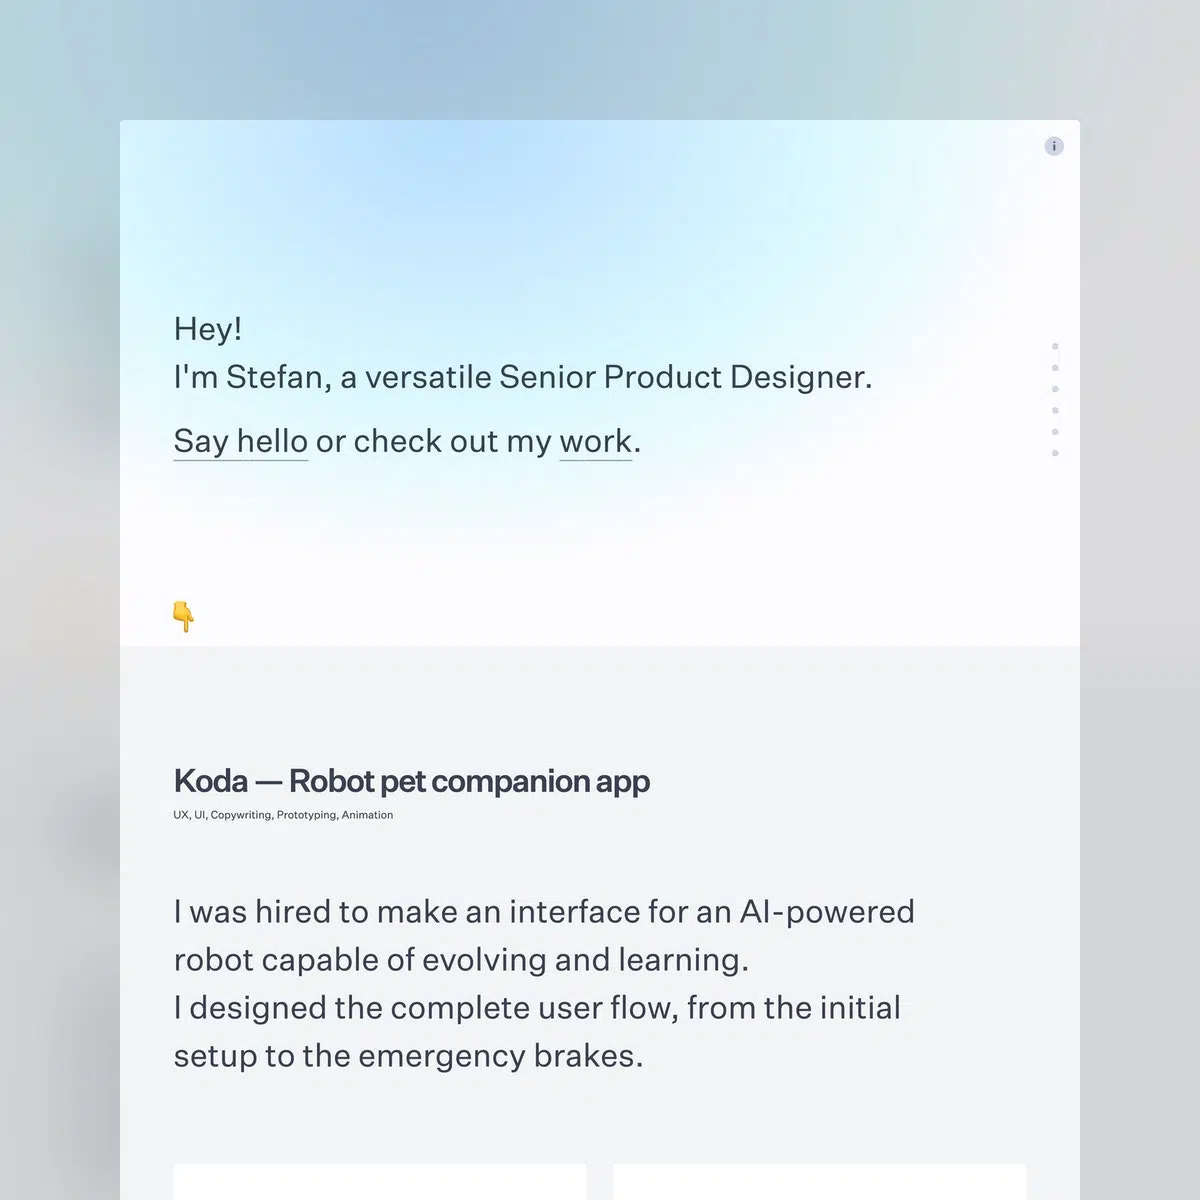 i
Hey!
I'm Stefan, a versatile Senior Product Designer.
Say hello or check out my work.
Koda — Robot pet companion app
UX, UI, Copywriting, Prototyping, Animation
I was hired to make an interface for an AI-powered
robot capable of evolving and learning.
I designed the complete user flow, from the initial
setup to the emergency brakes.